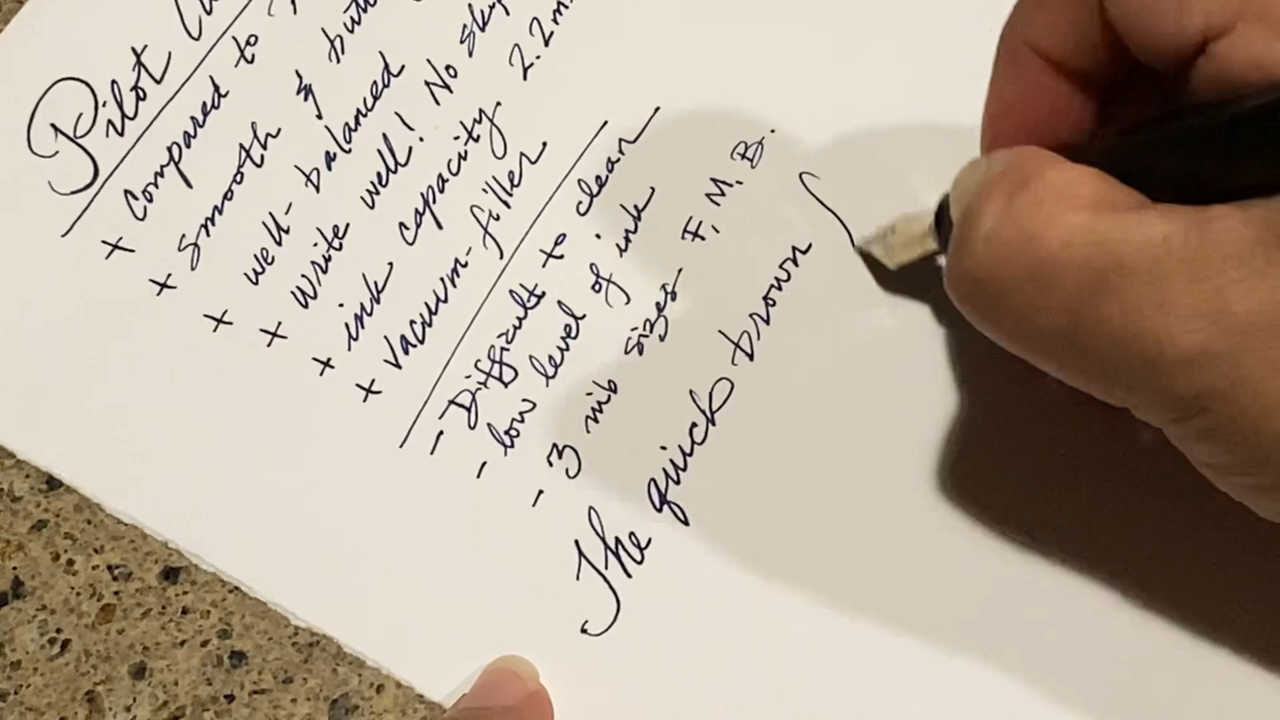 Pilot
+ Compared to
+ smooth &
+ well-balanced
+ write well! No
+ ink capacity 2.2
+ Vacuum-filler
- Difficult to clean
- low level of ink
- 3 nib sizes F, M, B.
The quick brown